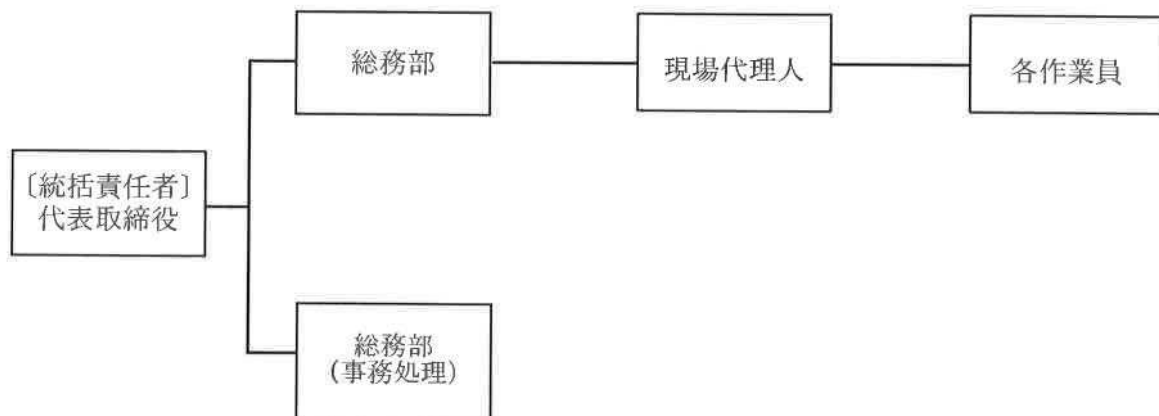 総務部
現場代理人
各作業員
〔統括責任者〕
代表取締役
総務部
(事務処理)